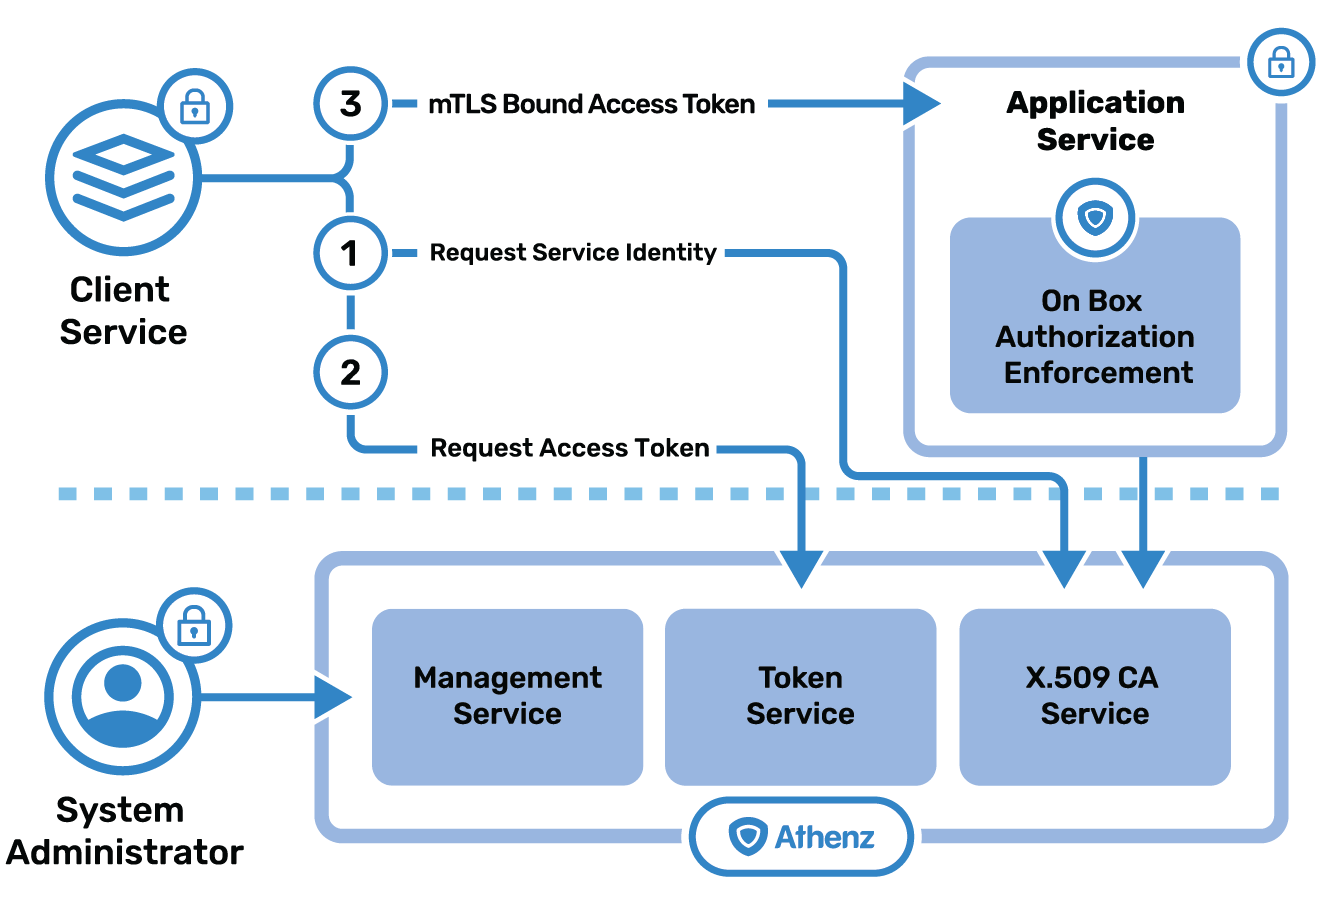 3
mTLS Bound Access Token
Application
Service
Client
Service
1
Request Service Identity
On Box
Authorization
Enforcement
2
Request Access Token
System
Administrator
Management
Service
Token
Service
X.509 CA
Service
Athenz